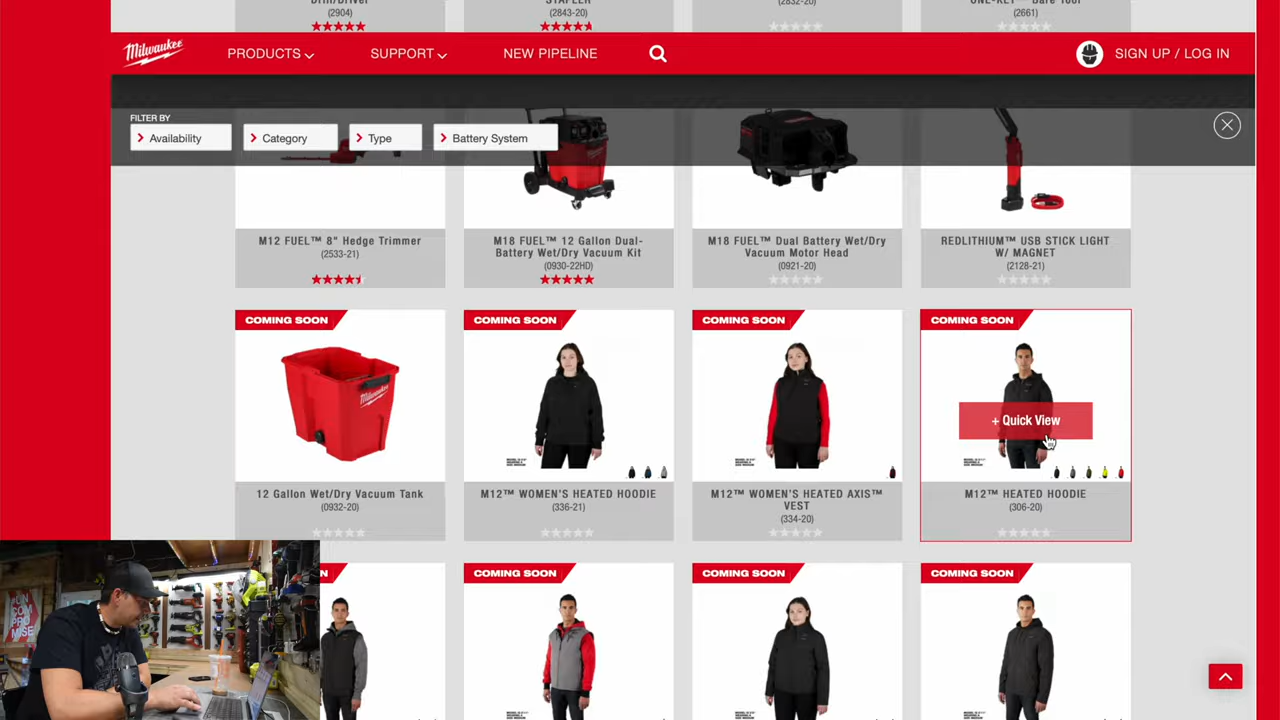 (2904)
STAPLER
(2843-20)
(2832-20)
ONE-KEY™ Bare Tool
(2661)
Milwaukee
PRODUCTS
SUPPORT
NEW PIPELINE
SIGN UP / LOG IN
FILTER BY
Availability
Category
Type
Battery System
M12 FUEL™ 8" Hedge Trimmer
(2533-21)
M18 FUEL™ 12 Gallon Dual-
Battery Wet/Dry Vacuum Kit
(0930-22HD)
M18 FUEL™ Dual Battery Wet/Dry
Vacuum Motor Head
(0921-20)
REDLITHIUM™ USB STICK LIGHT
W/ MAGNET
(2128-21)
COMING SOON
Milwaukee
12 Gallon Wet/Dry Vacuum Tank
(0932-20)
COMING SOON
M12™ WOMEN'S HEATED HOODIE
(336-21)
COMING SOON
M12™ WOMEN'S HEATED AXIS™
VEST
(334-20)
COMING SOON
+ Quick View
M12™ HEATED HOODIE
(306-20)
COMING SOON
COMING SOON
COMING SOON